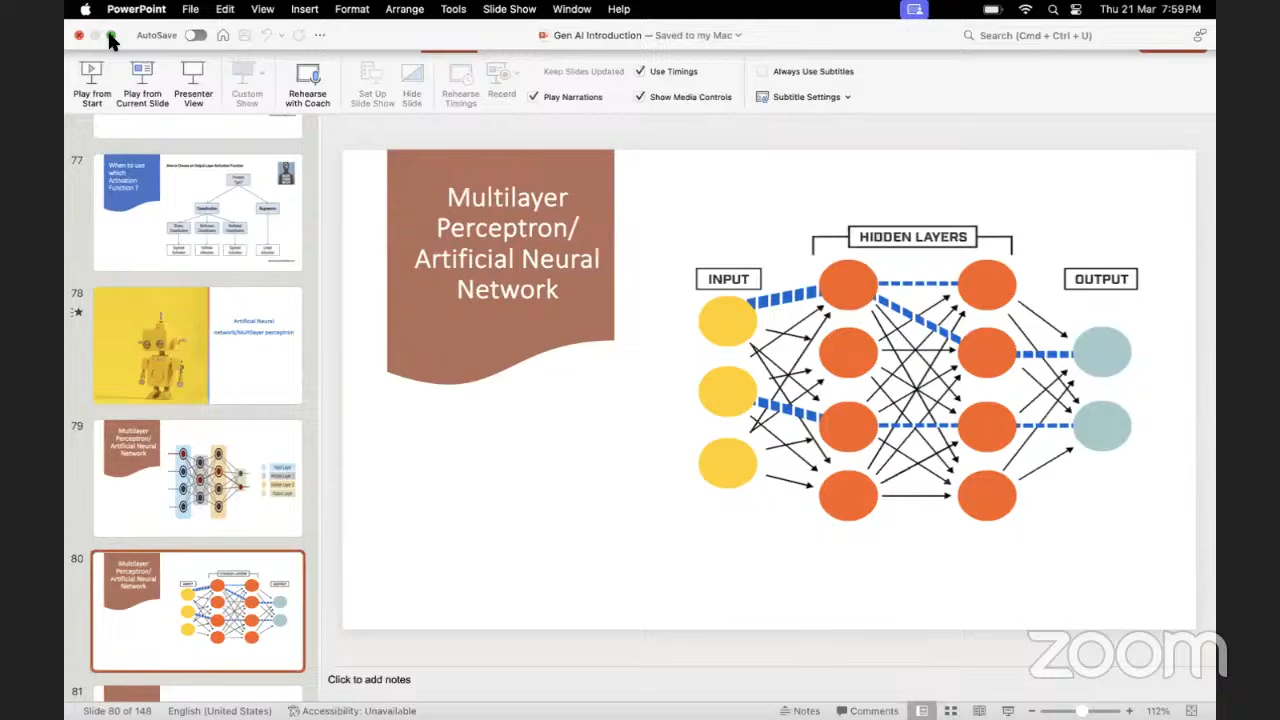 PowerPoint File Edit View Insert Format Arrange Tools Slide Show Window Help Thu 21 Mar 7:59 PM
AutoSave Gen AI Introduction — Saved to my Mac Search (Cmd + Ctrl + U)
Play from Start
Play from Current Slide
Presenter View
Custom Show
Rehearse with Coach
Set Up Slide Show
Hide Slide
Rehearse Timings
Record
Keep Slides Updated
Use Timings
Play Narrations
Show Media Controls
Always Use Subtitles
Subtitle Settings
77
When to use
which
Activation
Function ?
78
Artificial Neural
network/Multilayer perceptron
79
Multilayer
Perceptron/
Artificial Neural
Network
80
Multilayer
Perceptron/
Artificial Neural
Network
INPUT
OUTPUT
81
Multilayer
Perceptron/
Artificial Neural
Network
HIDDEN LAYERS
INPUT
OUTPUT
zoom
Click to add notes
Slide 80 of 148 English (United States) Accessibility: Unavailable Notes Comments 112%